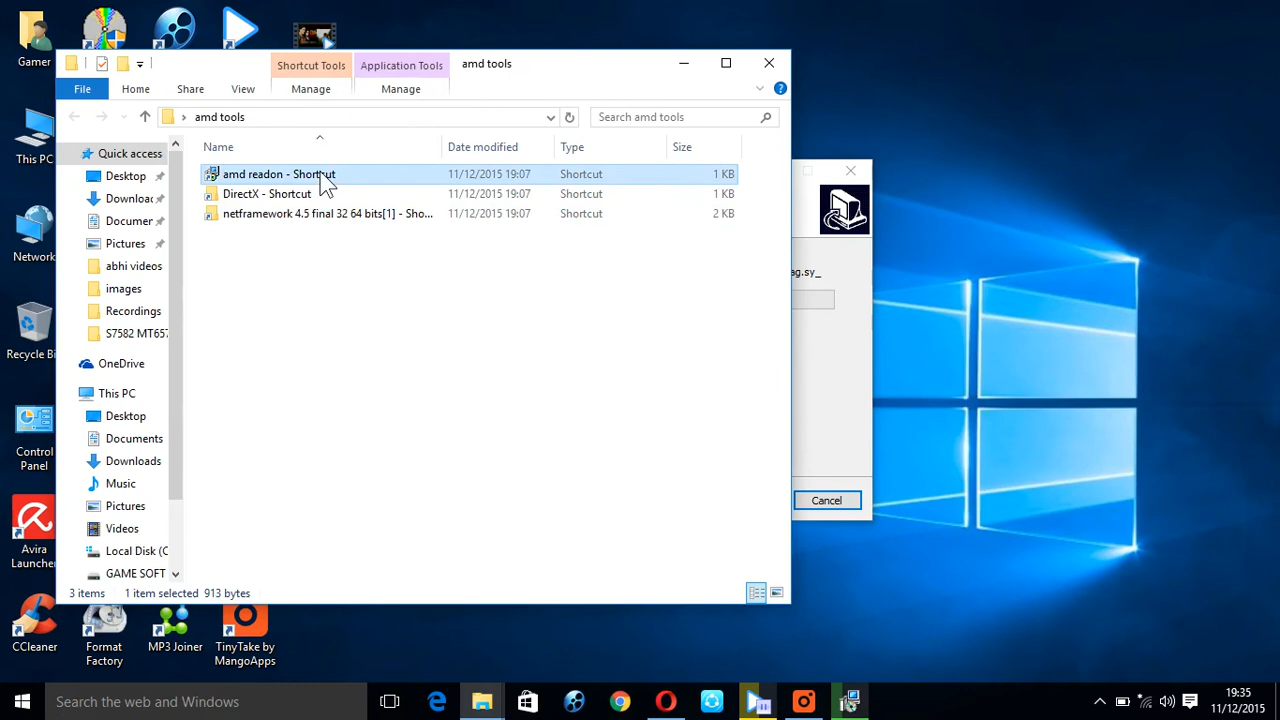 Gamer
This PC
Network
Recycle Bi
Control
Panel
Avira
Launcher
CCleaner
Format
Factory
MP3 Joiner
TinyTake by
MangoApps
Shortcut Tools
Application Tools
amd tools
File
Home
Share
View
Manage
Manage
amd tools
Search amd tools
Name
Date modified
Type
Size
amd readon - Shortcut
11/12/2015 19:07
Shortcut
1 KB
DirectX - Shortcut
11/12/2015 19:07
Shortcut
1 KB
netframework 4.5 final 32 64 bits[1] - Sho...
11/12/2015 19:07
Shortcut
2 KB
Quick access
Desktop
Downloac
Documer
Pictures
abhi videos
images
Recordings
S7582 MT657
OneDrive
This PC
Desktop
Documents
Downloads
Music
Pictures
Videos
Local Disk (C
GAME SOFT
3 items
1 item selected 913 bytes
ag.sy_
Cancel
Search the web and Windows
19:35
11/12/2015